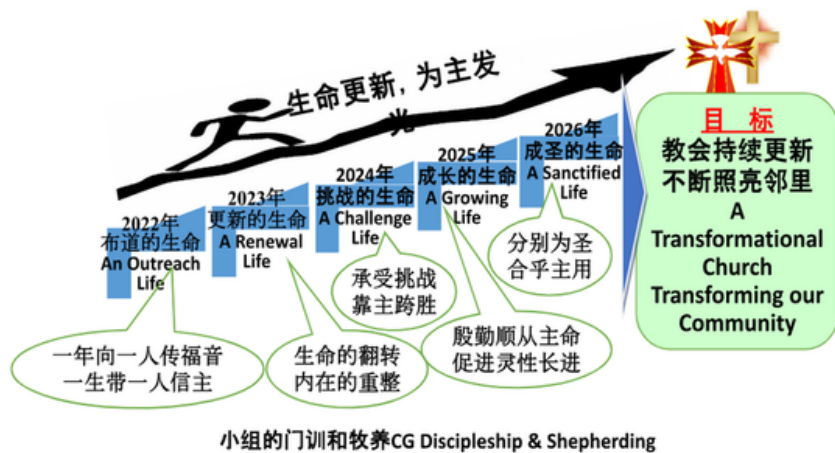 生命更新，为主发
光
2022年
布道的生命
An Outreach
Life
2023年
更新的生命
A Renewal
Life
2024年
挑战的生命
A Challenge
Life
2025年
成长的生命
A Growing
Life
2026年
成圣的生命
A Sanctified
Life
一年向一人传福音
一生带一人信主
生命的翻转
内在的重整
承受挑战
靠主跨胜
殷勤顺从主命
促进灵性长进
分别为圣
合乎主用
目 标
教会持续更新
不断照亮邻里
A
Transformational
Church
Transforming our
Community
小组的门训和牧养CG Discipleship & Shepherding